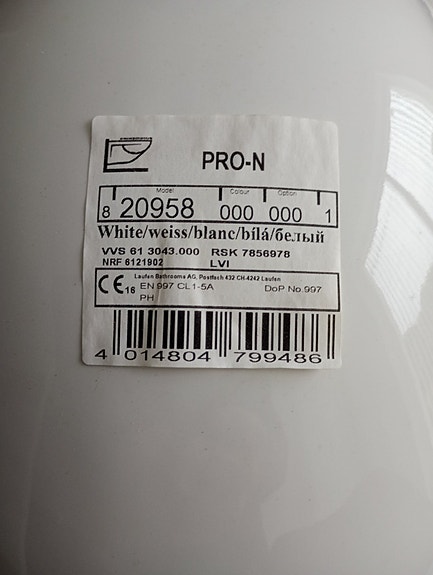 PRO-N
Model Colour Option
8 20958 000 000 1
White/weiss/blanc/bílá/белый
VVS 61 3043.000 RSK 7856978
NRF 6121902 LVI
Laufen Bathrooms AG, Postfach 432 CH-4242 Laufen
CE 16 EN 997 CL1-5A DoP No.997
PH
4 014804 799486